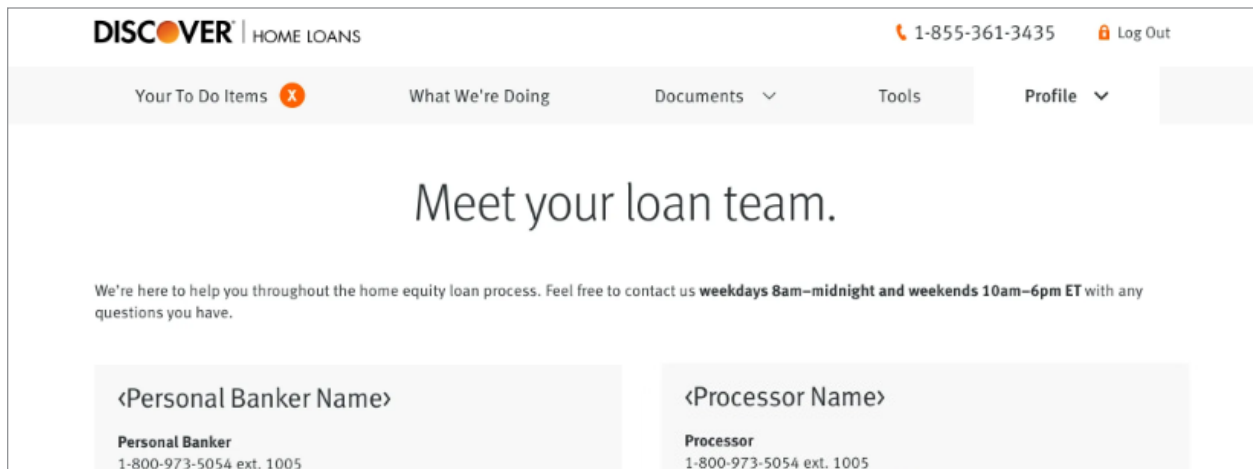 DISCOVER | HOME LOANS
1-855-361-3435
Log Out
Your To Do Items X
What We're Doing
Documents
Tools
Profile
Meet your loan team.
We're here to help you throughout the home equity loan process. Feel free to contact us weekdays 8am–midnight and weekends 10am–6pm ET with any
questions you have.
<Personal Banker Name>
Personal Banker
1-800-973-5054 ext. 1005
<Processor Name>
Processor
1-800-973-5054 ext. 1005